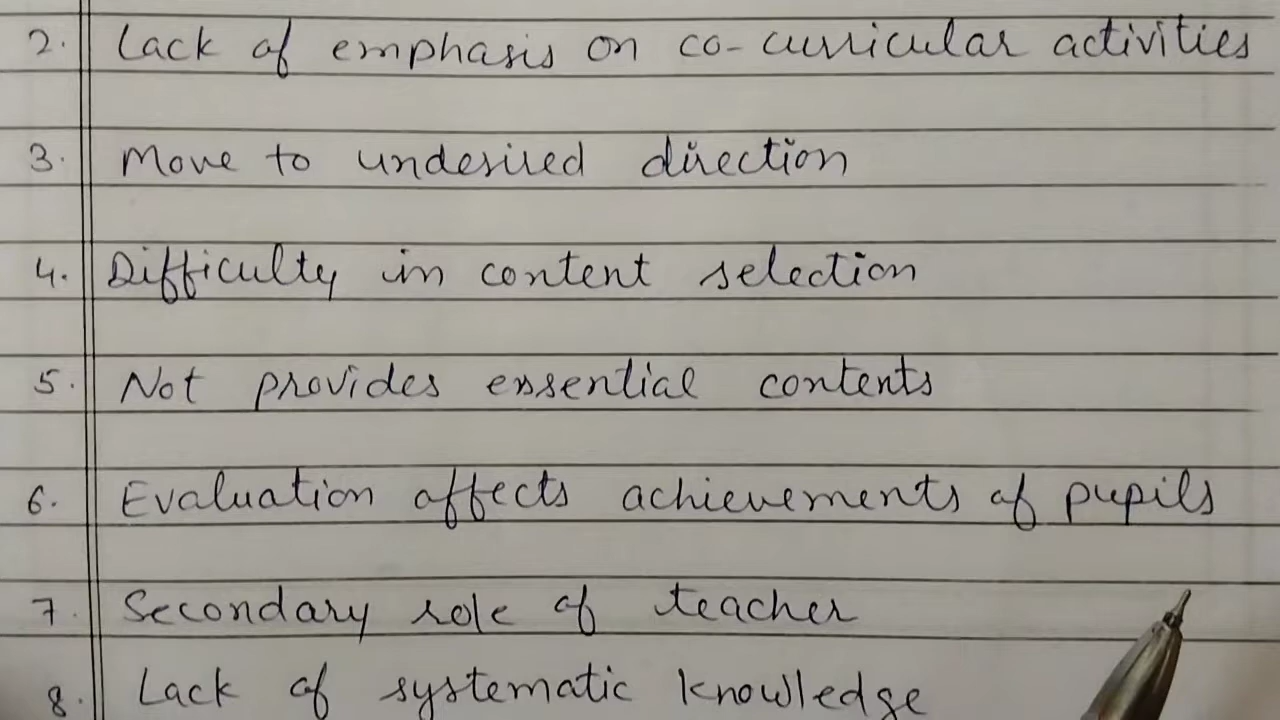 2. Lack of emphasis on co-curricular activities
3. Move to undesired direction
4. Difficulty in content selection
5. Not provides essential contents
6. Evaluation affects achievements of pupils
7. Secondary role of teacher
8. Lack of systematic knowledge